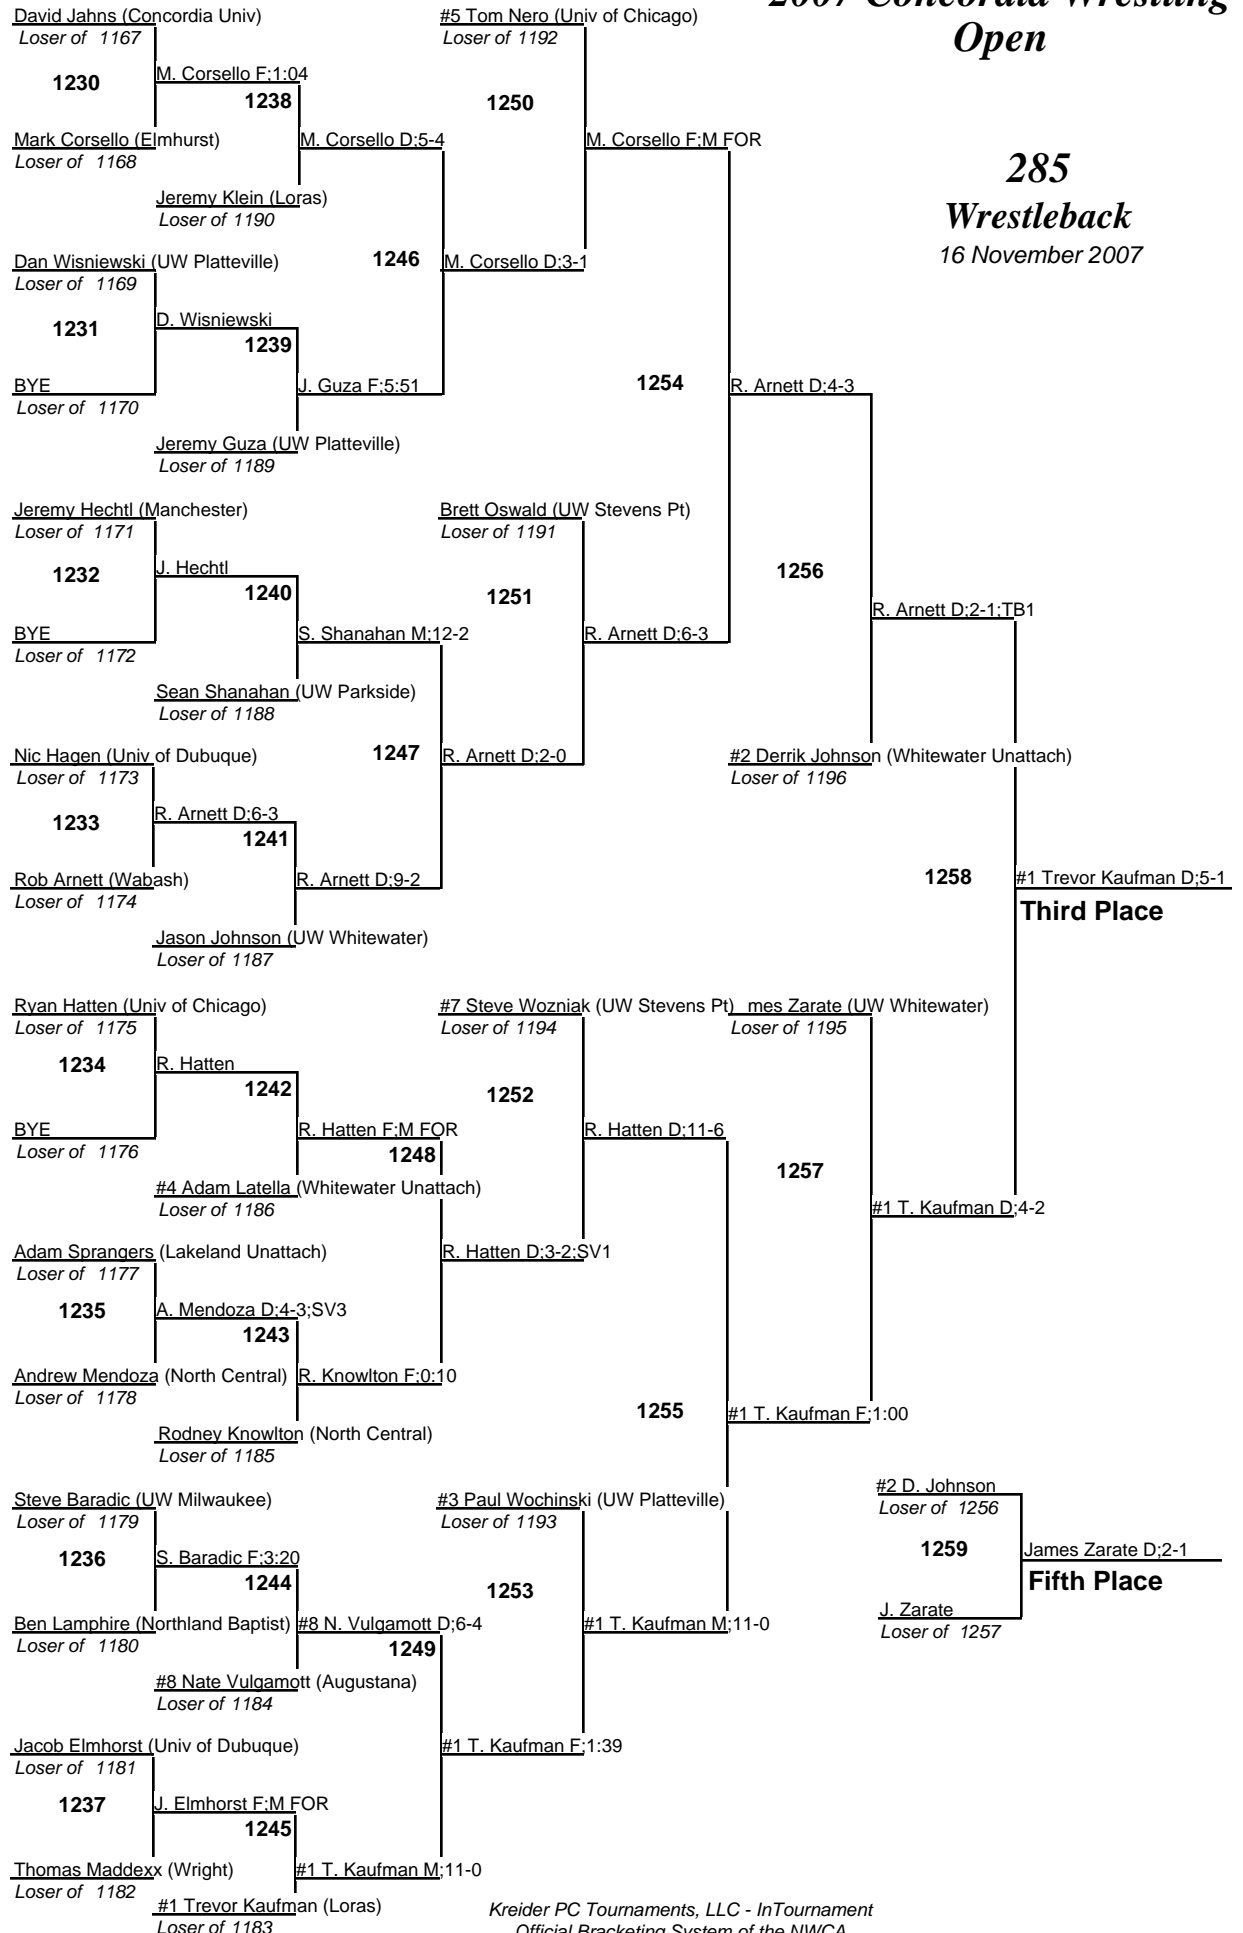 2007 Concordia Wrestling
Open
285
Wrestleback
16 November 2007
David Jahns (Concordia Univ)
Loser of 1167
1230
M. Corsello F;1:04
1238
Mark Corsello (Elmhurst)
Loser of 1168
M. Corsello D;5-4
Jeremy Klein (Loras)
Loser of 1190
Dan Wisniewski (UW Platteville)
Loser of 1169
1246
M. Corsello D;3-1
1231
D. Wisniewski
1239
BYE
Loser of 1170
J. Guza F;5:51
Jeremy Guza (UW Platteville)
Loser of 1189
#5 Tom Nero (Univ of Chicago)
Loser of 1192
1250
M. Corsello F;M FOR
1254
R. Arnett D;4-3
Jeremy Hechtl (Manchester)
Loser of 1171
1232
J. Hechtl
1240
BYE
Loser of 1172
S. Shanahan M;12-2
Sean Shanahan (UW Parkside)
Loser of 1188
Brett Oswald (UW Stevens Pt)
Loser of 1191
1251
R. Arnett D;6-3
1256
R. Arnett D;2-1;TB1
Nic Hagen (Univ of Dubuque)
Loser of 1173
1247
R. Arnett D;2-0
#2 Derrik Johnson (Whitewater Unattach)
Loser of 1196
1233
R. Arnett D;6-3
1241
Rob Arnett (Wabash)
Loser of 1174
R. Arnett D;9-2
Jason Johnson (UW Whitewater)
Loser of 1187
1258
#1 Trevor Kaufman D;5-1
Third Place
Ryan Hatten (Univ of Chicago)
Loser of 1175
#7 Steve Wozniak (UW Stevens Pt)
Loser of 1194
mes Zarate (UW Whitewater)
Loser of 1195
1234
R. Hatten
1242
1252
BYE
Loser of 1176
R. Hatten F;M FOR
1248
R. Hatten D;11-6
1257
#4 Adam Latella (Whitewater Unattach)
Loser of 1186
#1 T. Kaufman D;4-2
Adam Sprangers (Lakeland Unattach)
Loser of 1177
R. Hatten D;3-2;SV1
1235
A. Mendoza D;4-3;SV3
1243
Andrew Mendoza (North Central)
Loser of 1178
R. Knowlton F;0:10
Rodney Knowlton (North Central)
Loser of 1185
1255
#1 T. Kaufman F;1:00
Steve Baradic (UW Milwaukee)
Loser of 1179
#3 Paul Wochinski (UW Platteville)
Loser of 1193
#2 D. Johnson
Loser of 1256
1236
S. Baradic F;3:20
1244
1253
1259
James Zarate D;2-1
Fifth Place
Ben Lamphire (Northland Baptist)
Loser of 1180
#8 N. Vulgamott D;6-4
1249
#1 T. Kaufman M;11-0
J. Zarate
Loser of 1257
#8 Nate Vulgamott (Augustana)
Loser of 1184
Jacob Elmhorst (Univ of Dubuque)
Loser of 1181
#1 T. Kaufman F;1:39
1237
J. Elmhorst F;M FOR
1245
Thomas Maddexx (Wright)
Loser of 1182
#1 T. Kaufman M;11-0
#1 Trevor Kaufman (Loras)
Loser of 1183
Kreider PC Tournaments, LLC - InTournament
Official Bracketing System of the NWCA